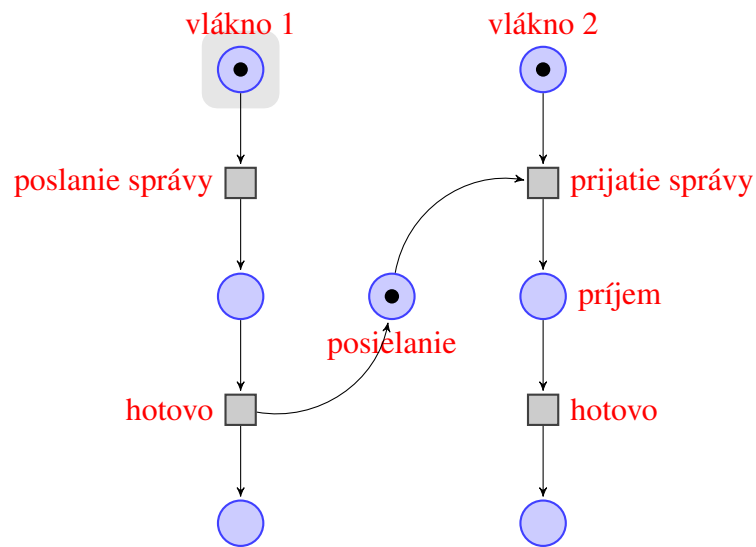 vlákno 1
vlákno 2
poslanie správy
prijatie správy
príjem
posielanie
hotovo
hotovo